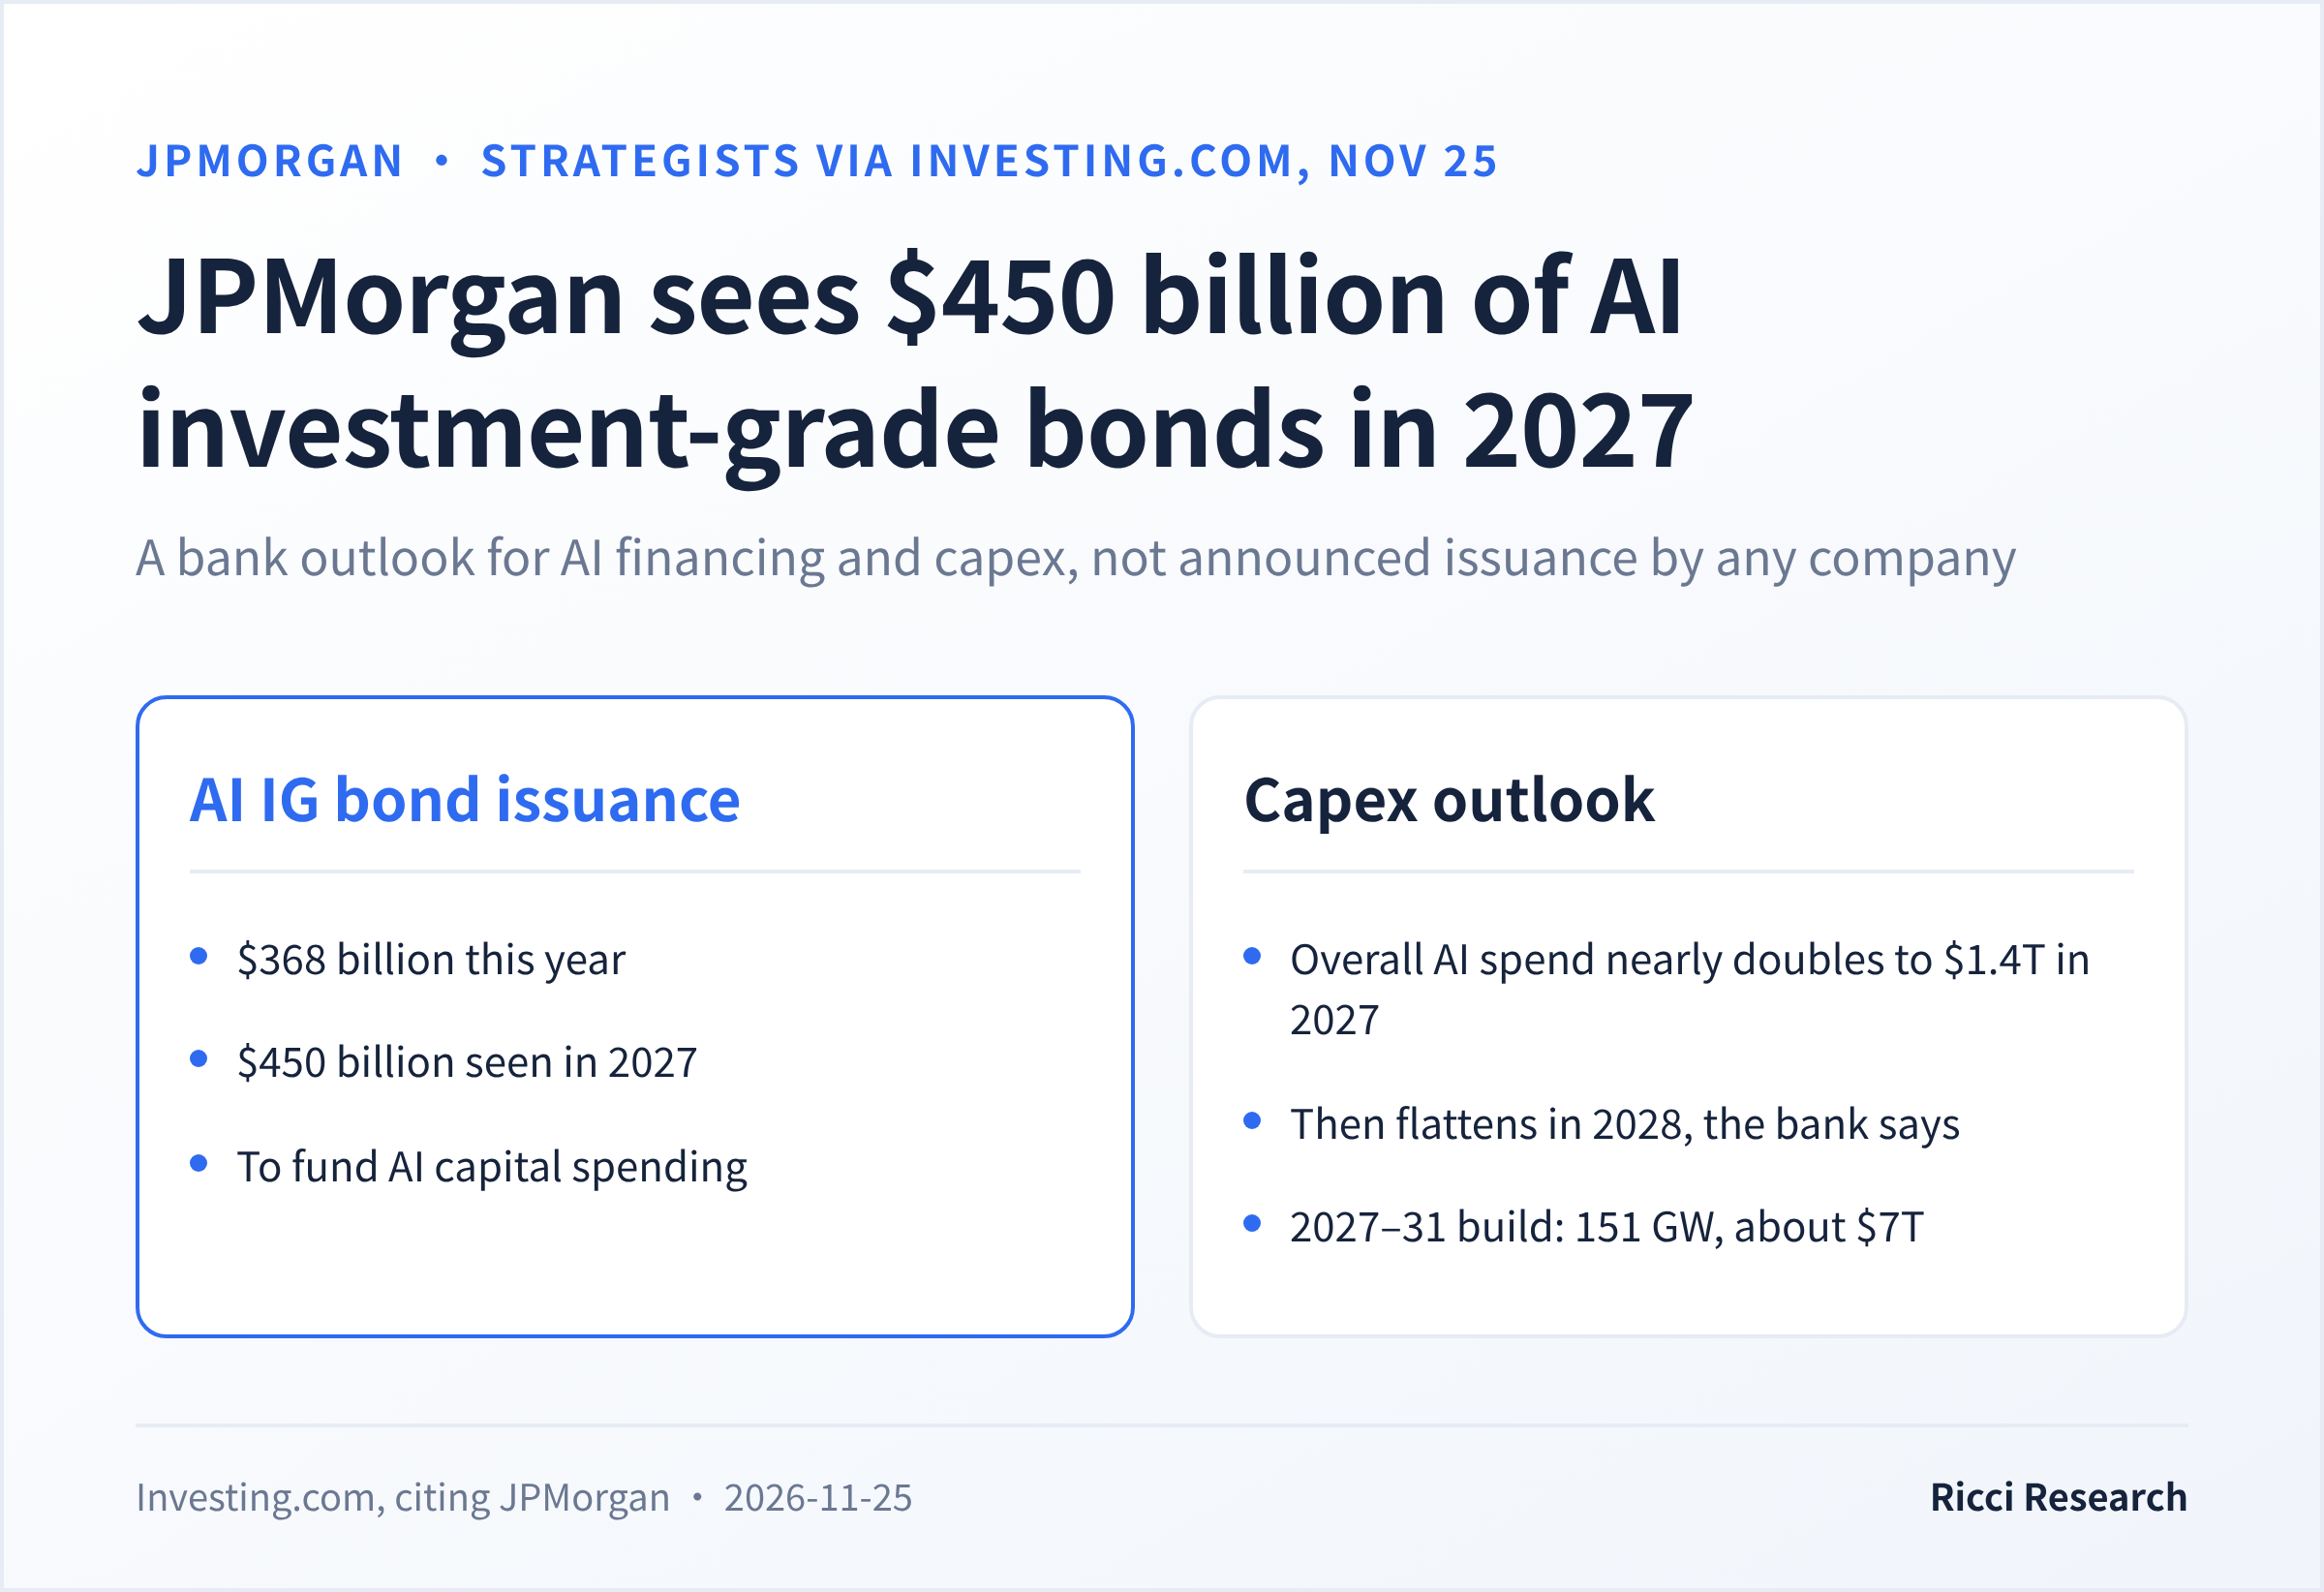 JPMORGAN • STRATEGISTS VIA INVESTING.COM, NOV 25
JPMorgan sees $450 billion of AI
investment-grade bonds in 2027
A bank outlook for AI financing and capex, not announced issuance by any company
AI IG bond issuance
• $368 billion this year
• $450 billion seen in 2027
• To fund AI capital spending
Capex outlook
• Overall AI spend nearly doubles to $1.4T in
2027
• Then flattens in 2028, the bank says
• 2027–31 build: 151 GW, about $7T
Investing.com, citing JPMorgan • 2026-11-25
Ricci Research